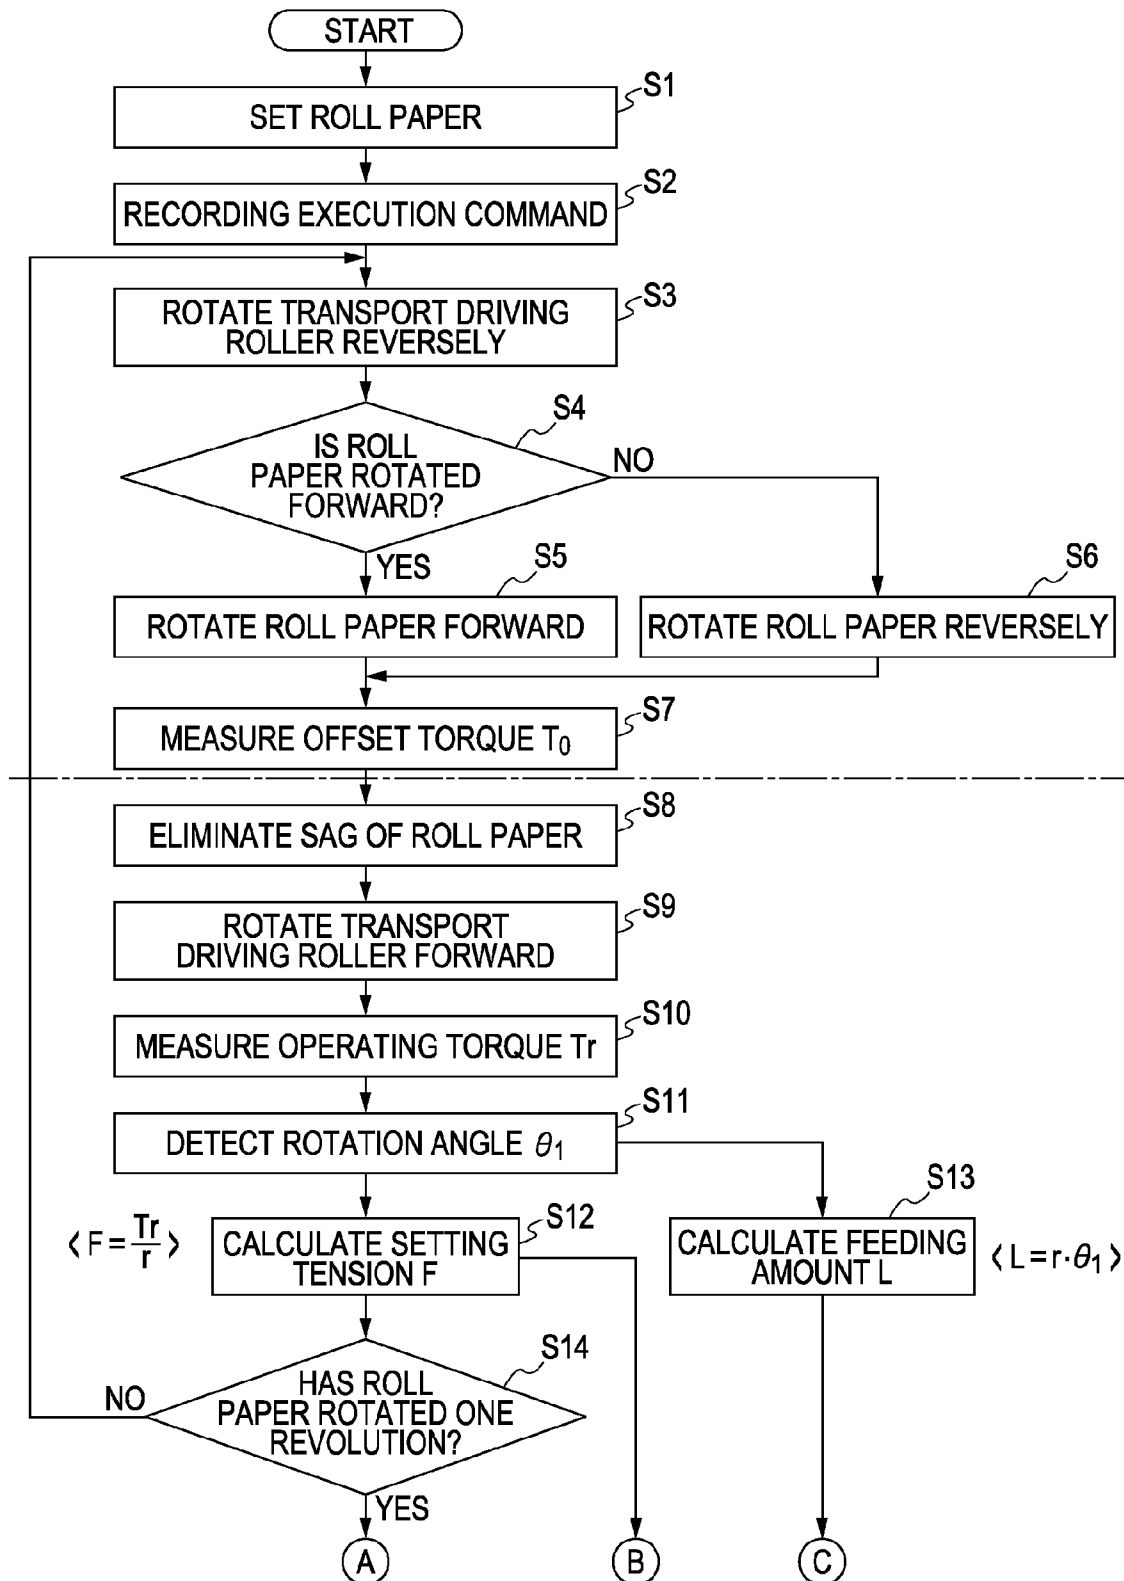 START
S1
SET ROLL PAPER
S2
RECORDING EXECUTION COMMAND
S3
ROTATE TRANSPORT DRIVING
ROLLER REVERSELY
S4
IS ROLL
PAPER ROTATED
FORWARD?
NO
YES
S5
ROTATE ROLL PAPER FORWARD
S6
ROTATE ROLL PAPER REVERSELY
S7
MEASURE OFFSET TORQUE T₀
S8
ELIMINATE SAG OF ROLL PAPER
S9
ROTATE TRANSPORT
DRIVING ROLLER FORWARD
S10
MEASURE OPERATING TORQUE Tr
S11
DETECT ROTATION ANGLE θ₁
S12
CALCULATE SETTING
TENSION F
⟨F = Tr/r⟩
S13
CALCULATE FEEDING
AMOUNT L
⟨L = r·θ₁⟩
S14
HAS ROLL
PAPER ROTATED ONE
REVOLUTION?
NO
YES
A
B
C